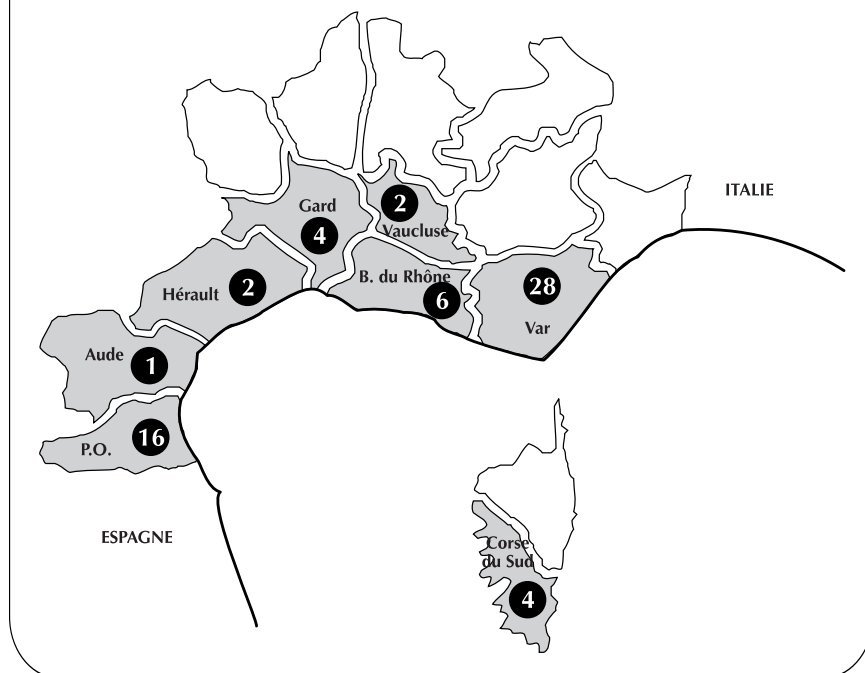 ITALIE
Gard
4
2
Vaucluse
B. du Rhône
6
28
Var
Hérault
2
Aude
1
P.O.
16
ESPAGNE
Corse
du Sud
4